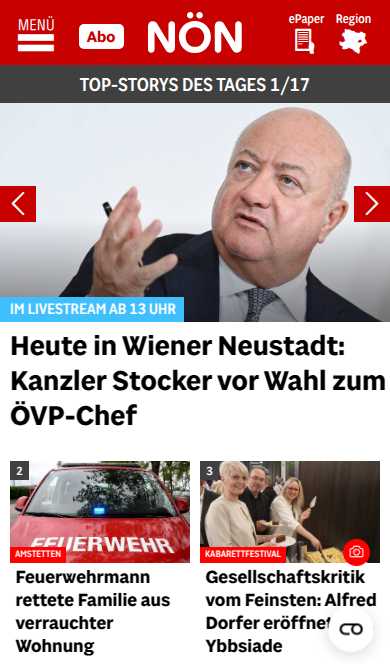 MENÜ
Abo
NÖN
ePaper
Region
TOP-STORYS DES TAGES 1/17
IM LIVESTREAM AB 13 UHR
Heute in Wiener Neustadt:
Kanzler Stocker vor Wahl zum
ÖVP-Chef
2
FEUERWEHR
AMSTETTEN
Feuerwehrmann
rettete Familie aus
verrauchter
Wohnung
3
KABARETTFESTIVAL
Gesellschaftskritik
vom Feinsten: Alfred
Dorfer eröffnet
Ybbsiade